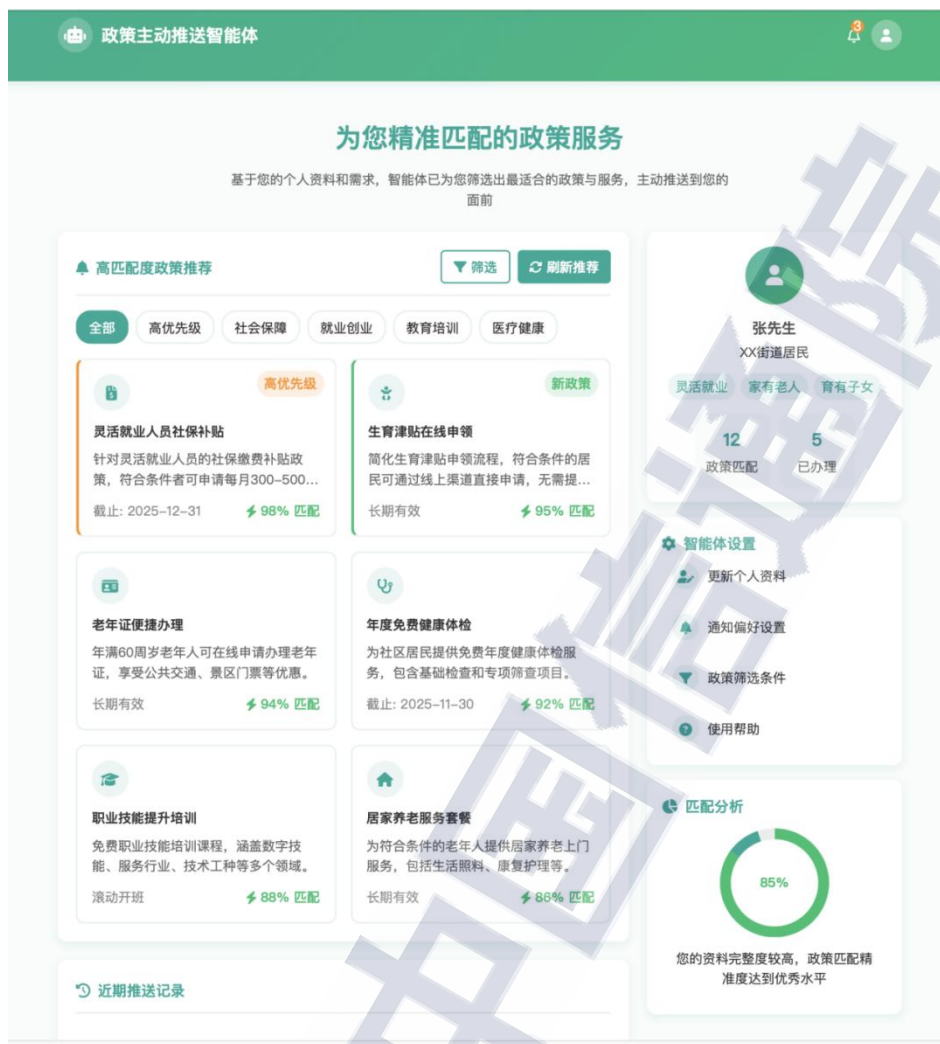 政策主动推送智能体
3
为您精准匹配的政策服务
基于您的个人资料和需求，智能体已为您筛选出最适合的政策与服务，主动推送到您的
面前
高匹配度政策推荐
筛选
刷新推荐
全部
高优先级
社会保障
就业创业
教育培训
医疗健康
高优先级
灵活就业人员社保补贴
针对灵活就业人员的社保缴费补贴政
策，符合条件者可申请每月300-500...
截止: 2025-12-31
98% 匹配
新政策
生育津贴在线申领
简化生育津贴申领流程，符合条件的居
民可通过线上渠道直接申请，无需提...
长期有效
95% 匹配
老年证便捷办理
年满60周岁老年人可在线申请办理老年
证，享受公共交通、景区门票等优惠。
长期有效
94% 匹配
年度免费健康体检
为社区居民提供免费年度健康体检服
务，包含基础检查和专项筛查项目。
截止: 2025-11-30
92% 匹配
职业技能提升培训
免费职业技能培训课程，涵盖数字技
能、服务行业、技术工种等多个领域。
滚动开班
88% 匹配
居家养老服务套餐
为符合条件的老年人提供居家养老上门
服务，包括生活照料、康复护理等。
长期有效
86% 匹配
近期推送记录
张先生
XX街道居民
灵活就业
家有老人
育有子女
12
政策匹配
5
已办理
智能体设置
更新个人资料
通知偏好设置
政策筛选条件
使用帮助
匹配分析
85%
您的资料完整度较高，政策匹配精
准度达到优秀水平
中国信通院